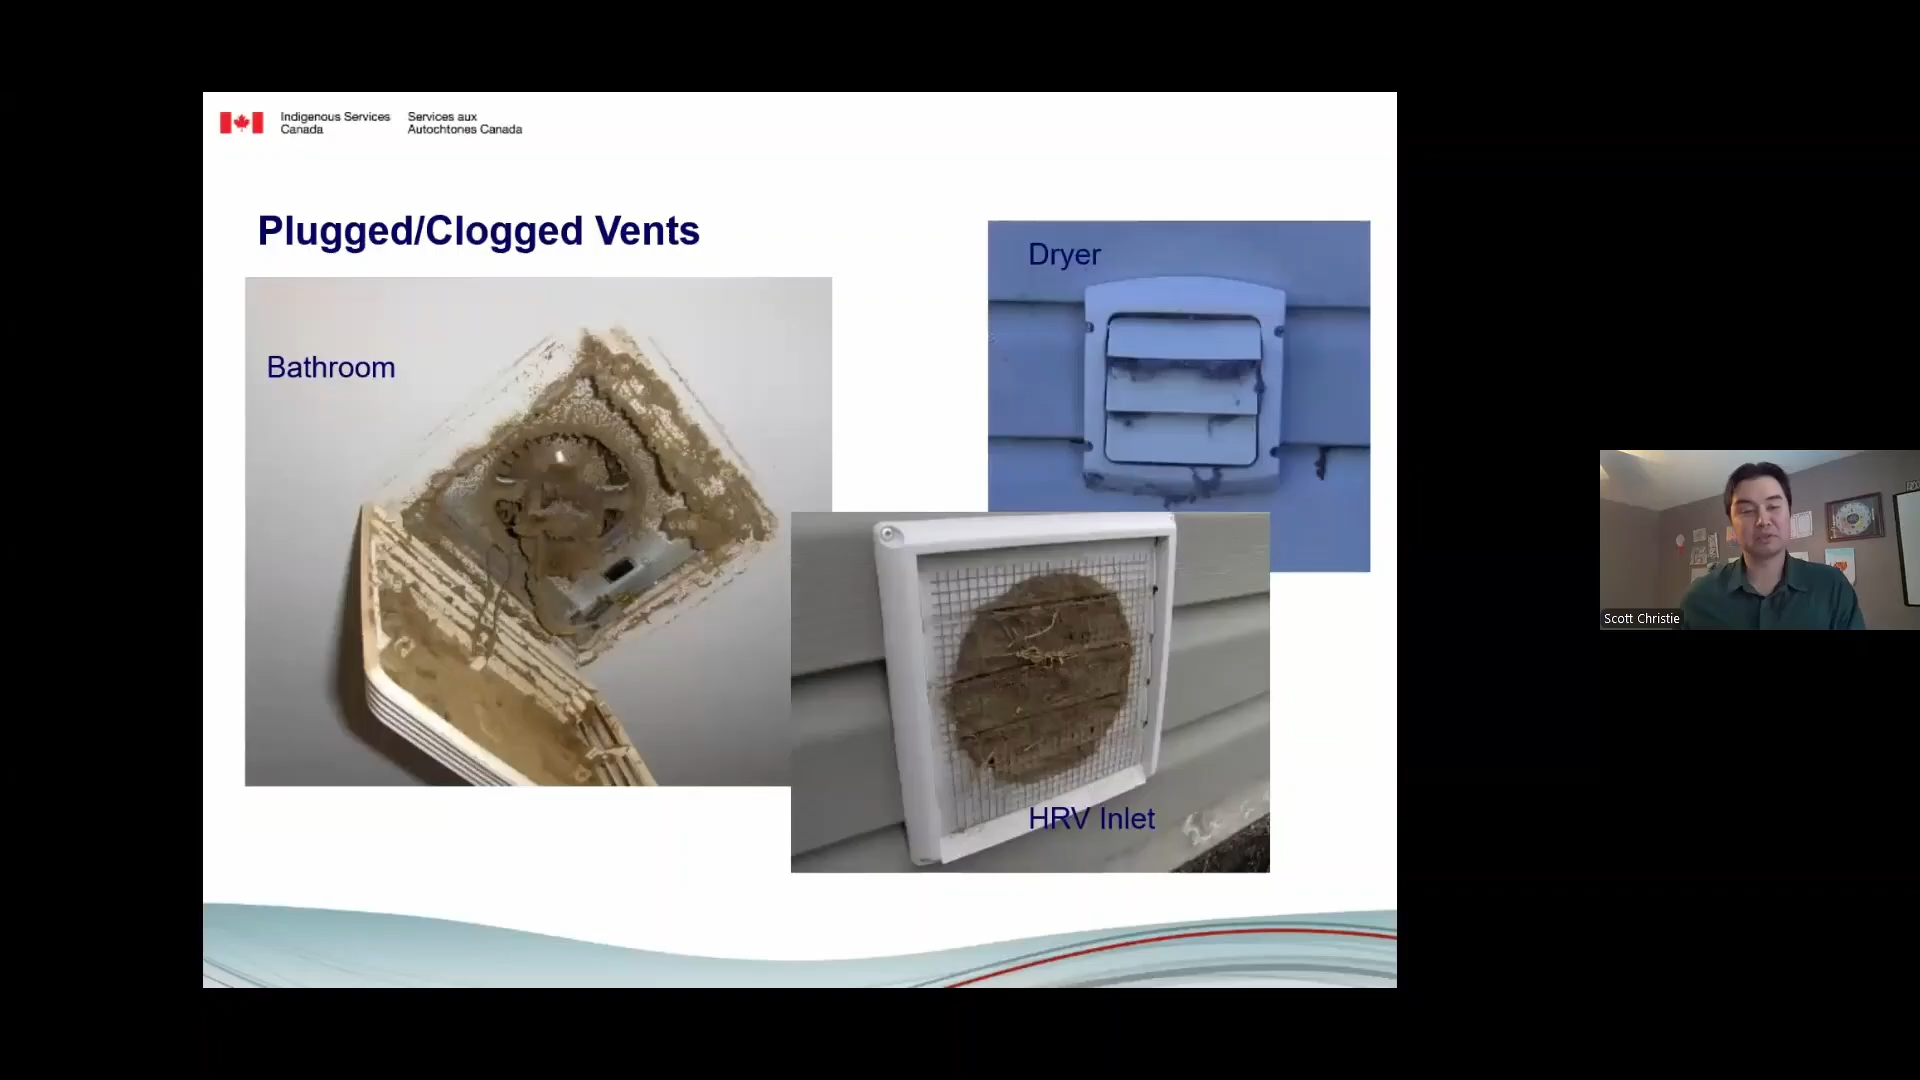 Indigenous Services
Canada
Services aux
Autochtones Canada
Plugged/Clogged Vents
Dryer
Bathroom
HRV Inlet
Scott Christie